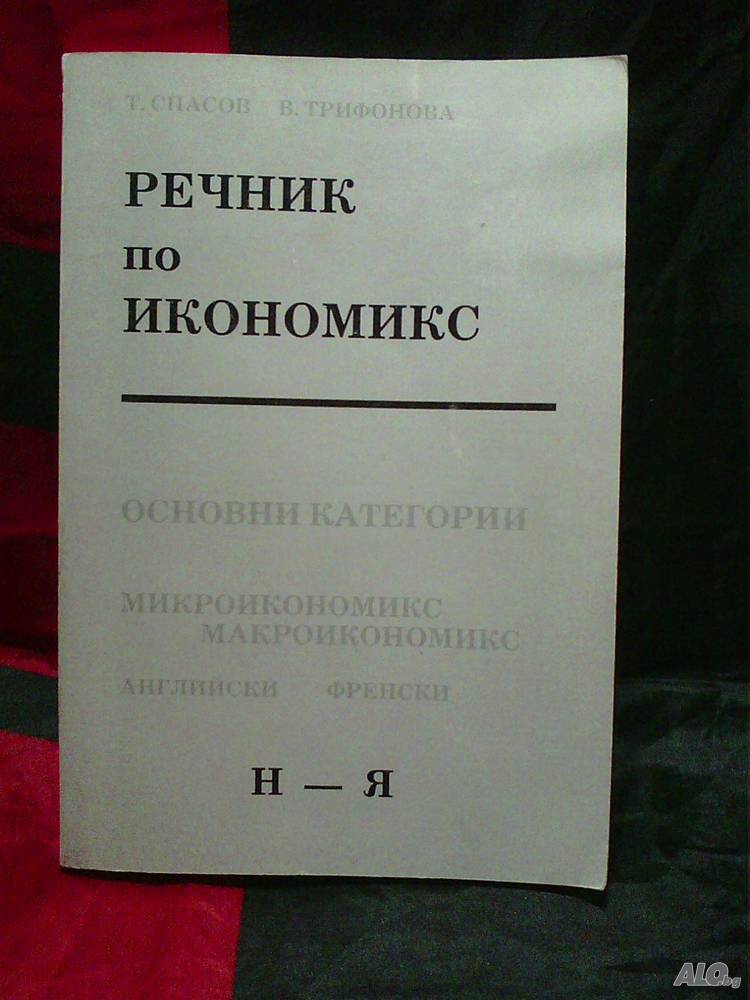 Т. СПАСОВ В. ТРИФОНОВА
РЕЧНИК
ПО
ИКОНОМИКС
ОСНОВНИ КАТЕГОРИИ
МИКРОИКОНОМИКС
МАКРОИКОНОМИКС
АНГЛИЙСКИ ФРЕНСКИ
Н — Я
ALO.bg